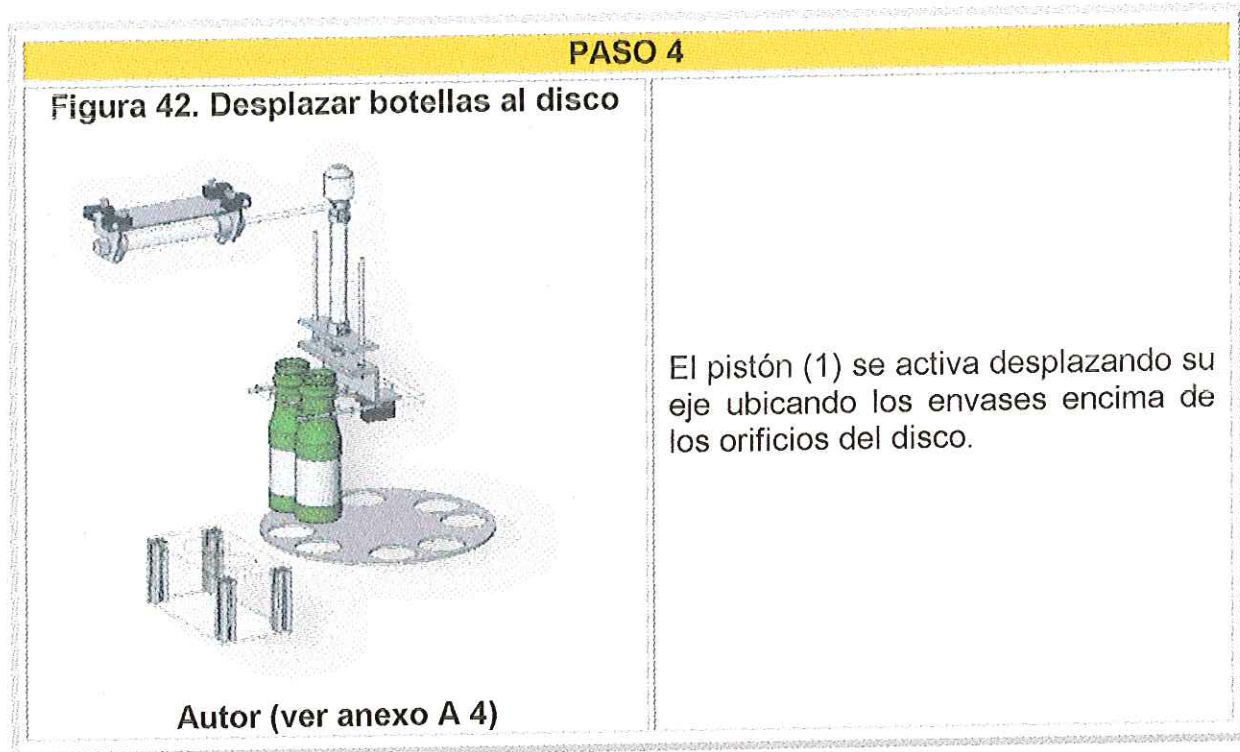 PASO 4
Figura 42. Desplazar botellas al disco
El pistón (1) se activa desplazando su
eje ubicando los envases encima de
los orificios del disco.
Autor (ver anexo A 4)